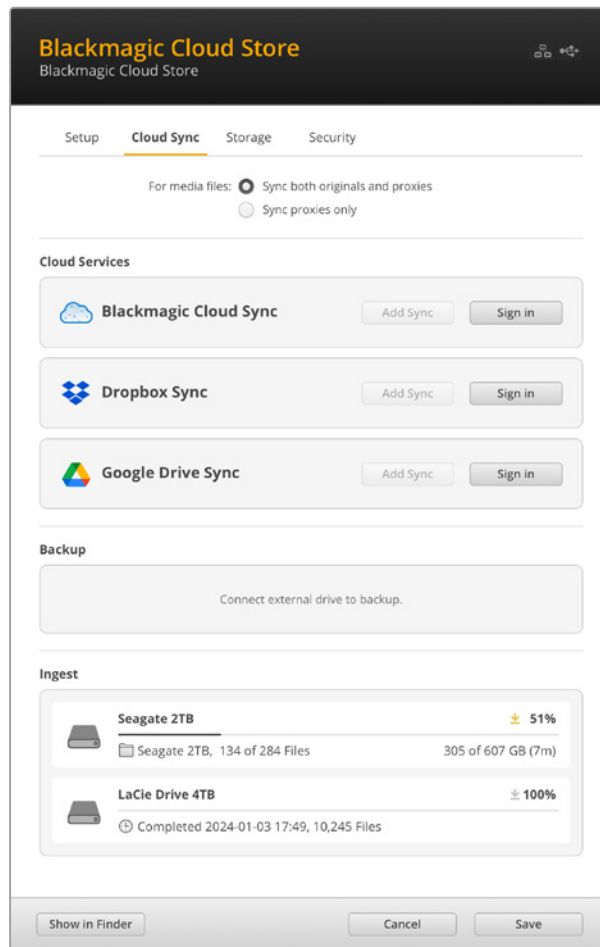 Blackmagic Cloud Store
Blackmagic Cloud Store
Setup Cloud Sync Storage Security
For media files: Sync both originals and proxies
Sync proxies only
Cloud Services
Blackmagic Cloud Sync Add Sync Sign in
Dropbox Sync Add Sync Sign in
Google Drive Sync Add Sync Sign in
Backup
Connect external drive to backup.
Ingest
Seagate 2TB 51%
Seagate 2TB, 134 of 284 Files 305 of 607 GB (7m)
LaCie Drive 4TB 100%
Completed 2024-01-03 17:49, 10,245 Files
Show in Finder Cancel Save